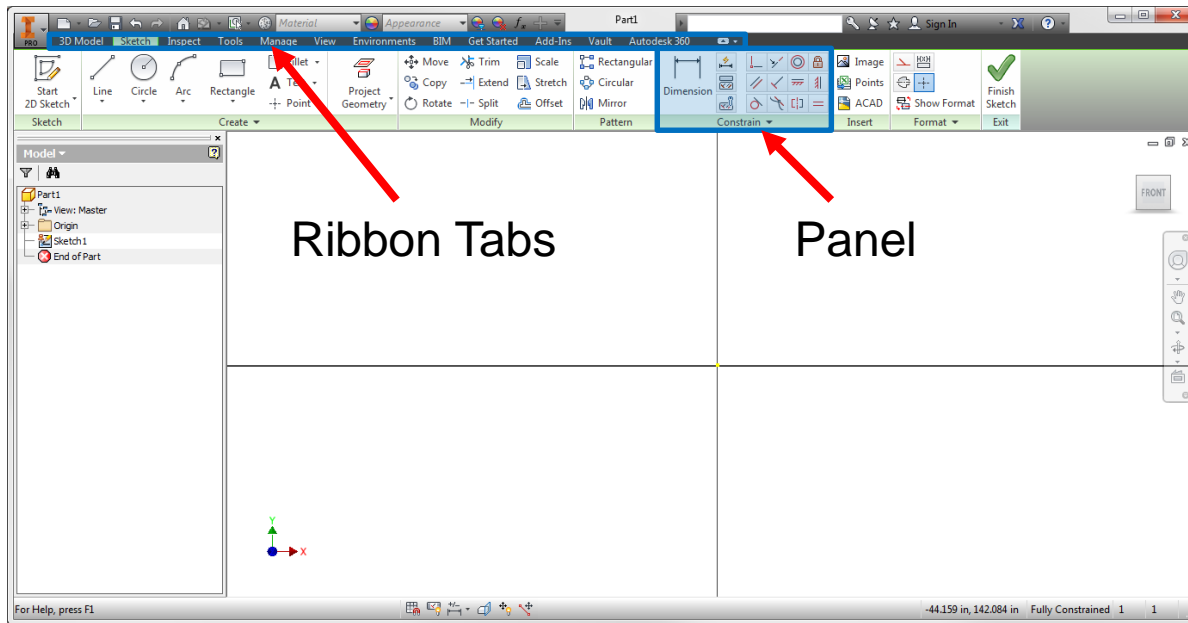 Material Appearance Part1 Sign In
PRO 3D Model Sketch Inspect Tools Manage View Environments BIM Get Started Add-Ins Vault Autodesk 360
Start 2D Sketch Line Circle Arc Rectangle Point Project Geometry
Move Trim Scale
Copy Extend Stretch
Rotate Split Offset
Rectangular
Circular
Mirror
Dimension
Image
Points
ACAD Show Format
Finish Sketch
Sketch Create Modify Pattern Constrain Insert Format Exit
Model
Part1
View: Master
Origin
Sketch1
End of Part
Ribbon Tabs Panel
FRONT
Y
X
For Help, press F1 -44.159 in, 142.084 in Fully Constrained 1 1